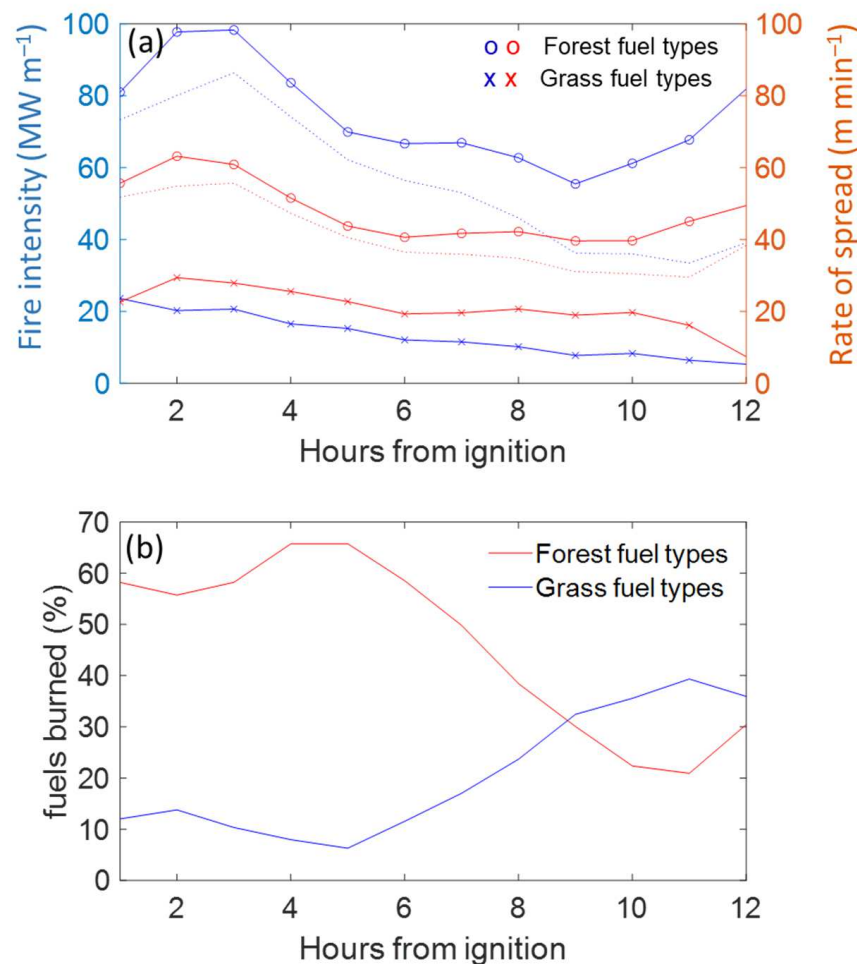 (a)
o o Forest fuel types
x x Grass fuel types
Fire intensity (MW m⁻¹)
100
80
60
40
20
0
Rate of spread (m min⁻¹)
100
80
60
40
20
0
2 4 6 8 10 12
Hours from ignition
(b)
Forest fuel types
Grass fuel types
fuels burned (%)
70
60
50
40
30
20
10
0
2 4 6 8 10 12
Hours from ignition